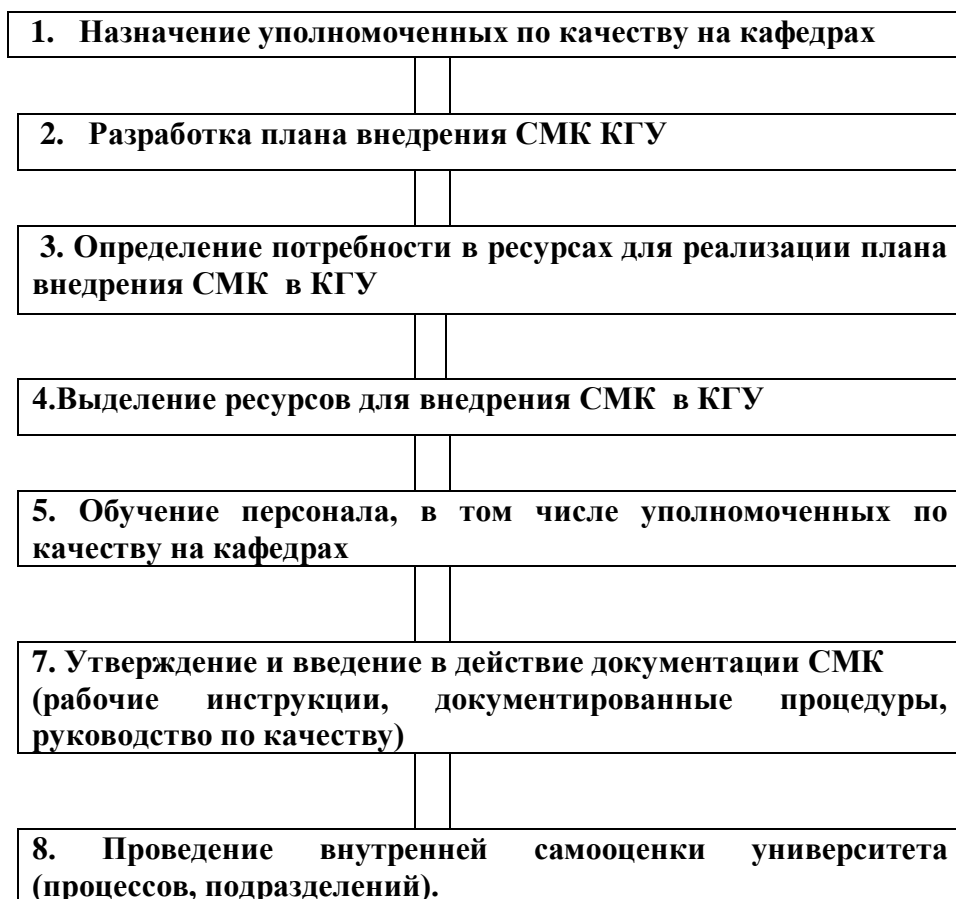 1. Назначение уполномоченных по качеству на кафедрах
2. Разработка плана внедрения СМК КГУ
3. Определение потребности в ресурсах для реализации плана
внедрения СМК в КГУ
4.Выделение ресурсов для внедрения СМК в КГУ
5. Обучение персонала, в том числе уполномоченных по
качеству на кафедрах
7. Утверждение и введение в действие документации СМК
(рабочие инструкции, документированные процедуры,
руководство по качеству)
8. Проведение внутренней самооценки университета
(процессов, подразделений).